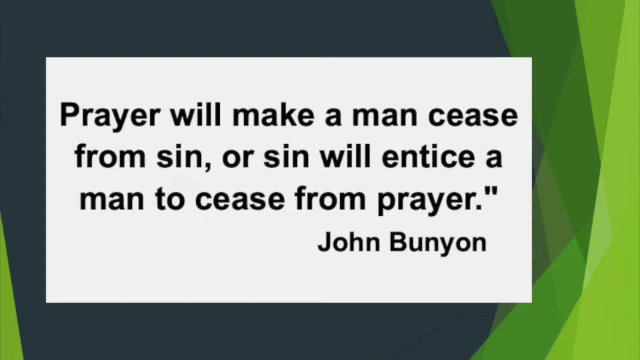 Prayer will make a man cease
from sin, or sin will entice a
man to cease from prayer."
John Bunyon